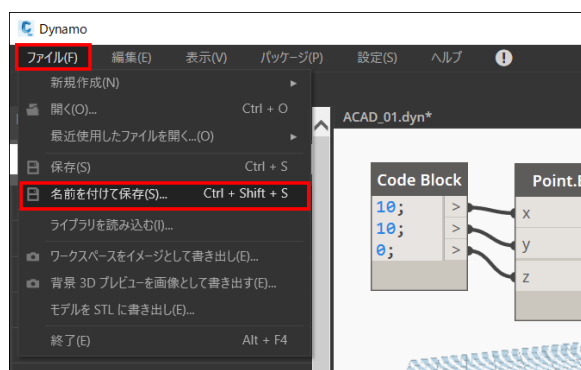 Dynamo
ファイル(F) 編集(E) 表示(V) パッケージ(P) 設定(S) ヘルプ
新規作成(N)
開く(O)... Ctrl + O
最近使用したファイルを開く...(O)
保存(S) Ctrl + S
名前を付けて保存(S)... Ctrl + Shift + S
ライブラリを読み込む(I)...
ワークスペースをイメージとして書き出し(E)...
背景 3D プレビューを画像として書き出す(E)...
モデルを STL に書き出し(E)...
終了(E) Alt + F4
ACAD_01.dyn*
Code Block
10; >
10; >
0; >
Point.
x
y
z